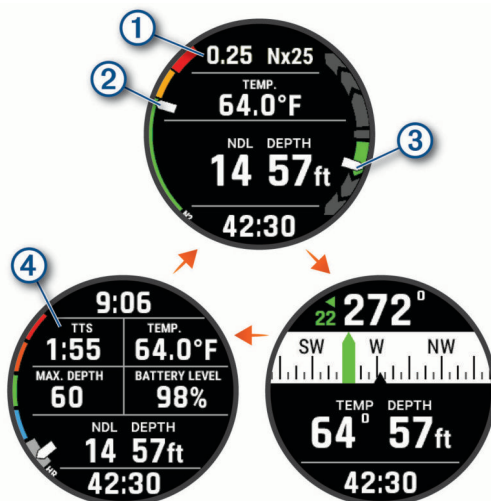 1
0.25 Nx25
2
TEMP.
64.0°F
NDL DEPTH
3
14 57ft
N2
42:30
4
9:06
TTS TEMP.
1:55 64.0°F
MAX. DEPTH BATTERY LEVEL
60 98%
NDL DEPTH
14 57ft
HR
42:30
22 272°
SW W NW
TEMP DEPTH
64° 57ft
42:30